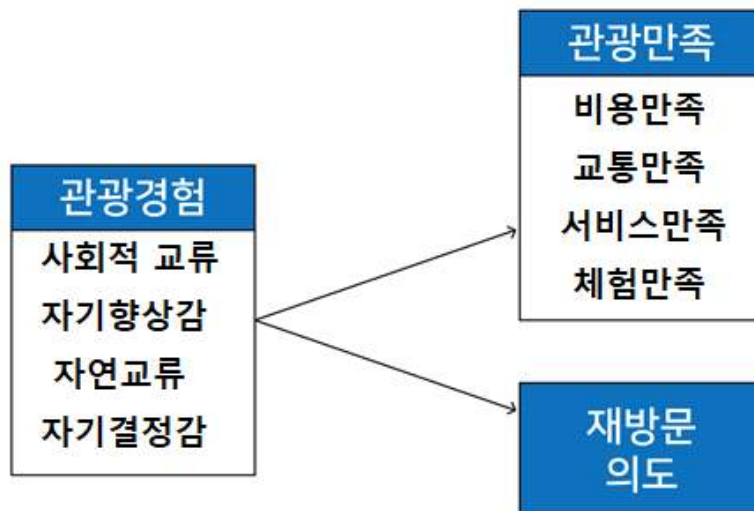 관광경험
사회적 교류
자기향상감
자연교류
자기결정감
관광만족
비용만족
교통만족
서비스만족
체험만족
재방문
의도